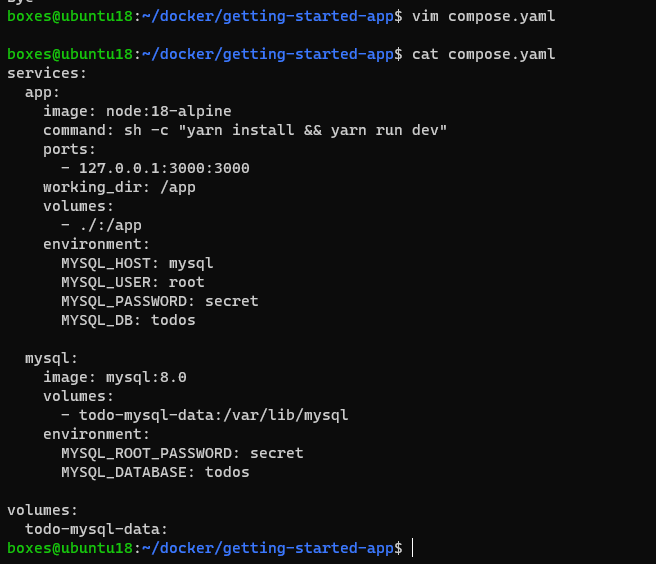 Bye
boxes@ubuntu18:~/docker/getting-started-app$ vim compose.yaml

boxes@ubuntu18:~/docker/getting-started-app$ cat compose.yaml
services:
  app:
    image: node:18-alpine
    command: sh -c "yarn install && yarn run dev"
    ports:
      - 127.0.0.1:3000:3000
    working_dir: /app
    volumes:
      - ./:/app
    environment:
      MYSQL_HOST: mysql
      MYSQL_USER: root
      MYSQL_PASSWORD: secret
      MYSQL_DB: todos

  mysql:
    image: mysql:8.0
    volumes:
      - todo-mysql-data:/var/lib/mysql
    environment:
      MYSQL_ROOT_PASSWORD: secret
      MYSQL_DATABASE: todos

volumes:
  todo-mysql-data:
boxes@ubuntu18:~/docker/getting-started-app$